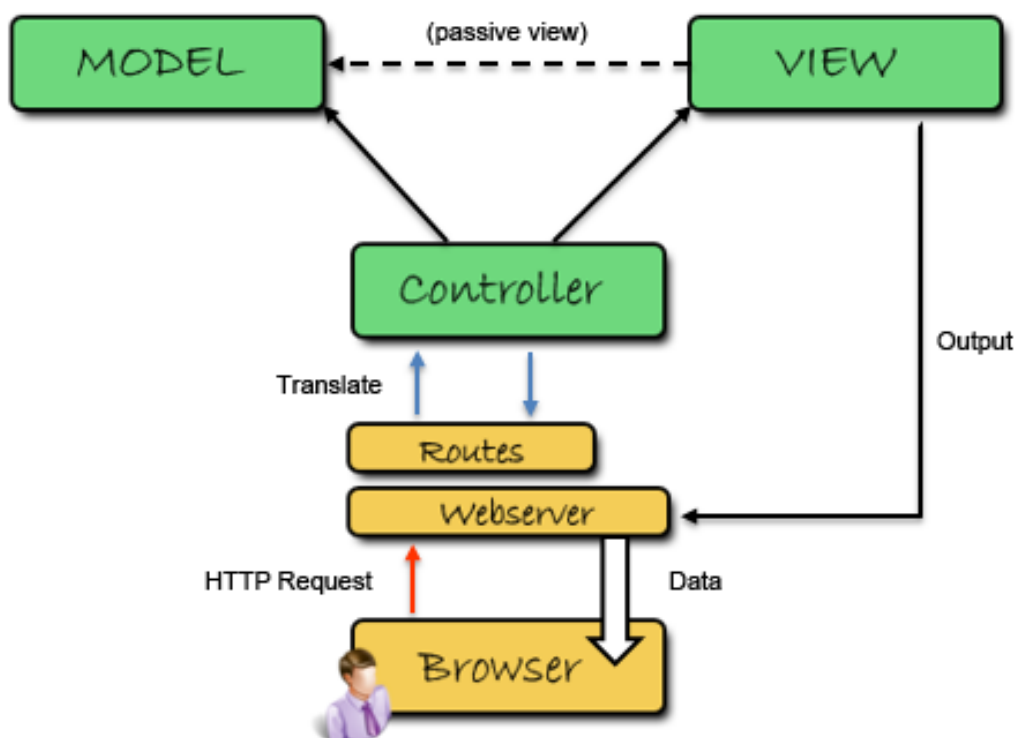 (passive view)
MODEL
VIEW
Controller
Output
Translate
Routes
Webserver
HTTP Request
Data
Browser